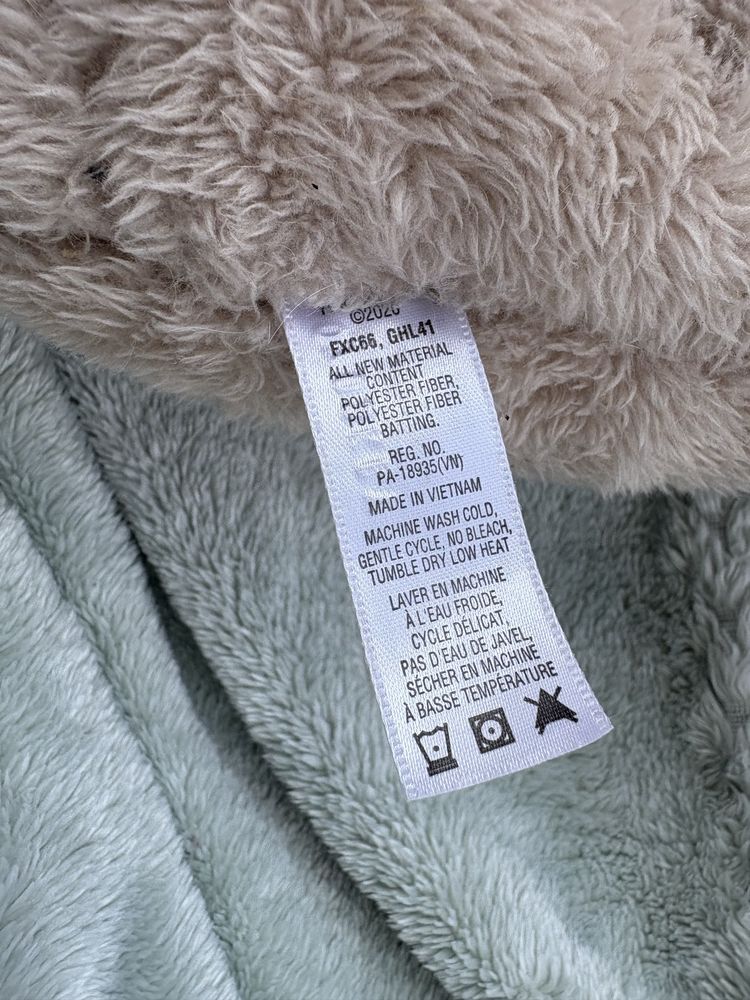 ©2020
FXC66, GHL41
ALL NEW MATERIAL
CONTENT
POLYESTER FIBER,
POLYESTER FIBER
BATTING.
REG. NO.
PA-18935(VN)
MADE IN VIETNAM
MACHINE WASH COLD,
GENTLE CYCLE, NO BLEACH,
TUMBLE DRY LOW HEAT
LAVER EN MACHINE
À L'EAU FROIDE,
CYCLE DÉLICAT,
PAS D'EAU DE JAVEL,
SÉCHER EN MACHINE
À BASSE TEMPÉRATURE